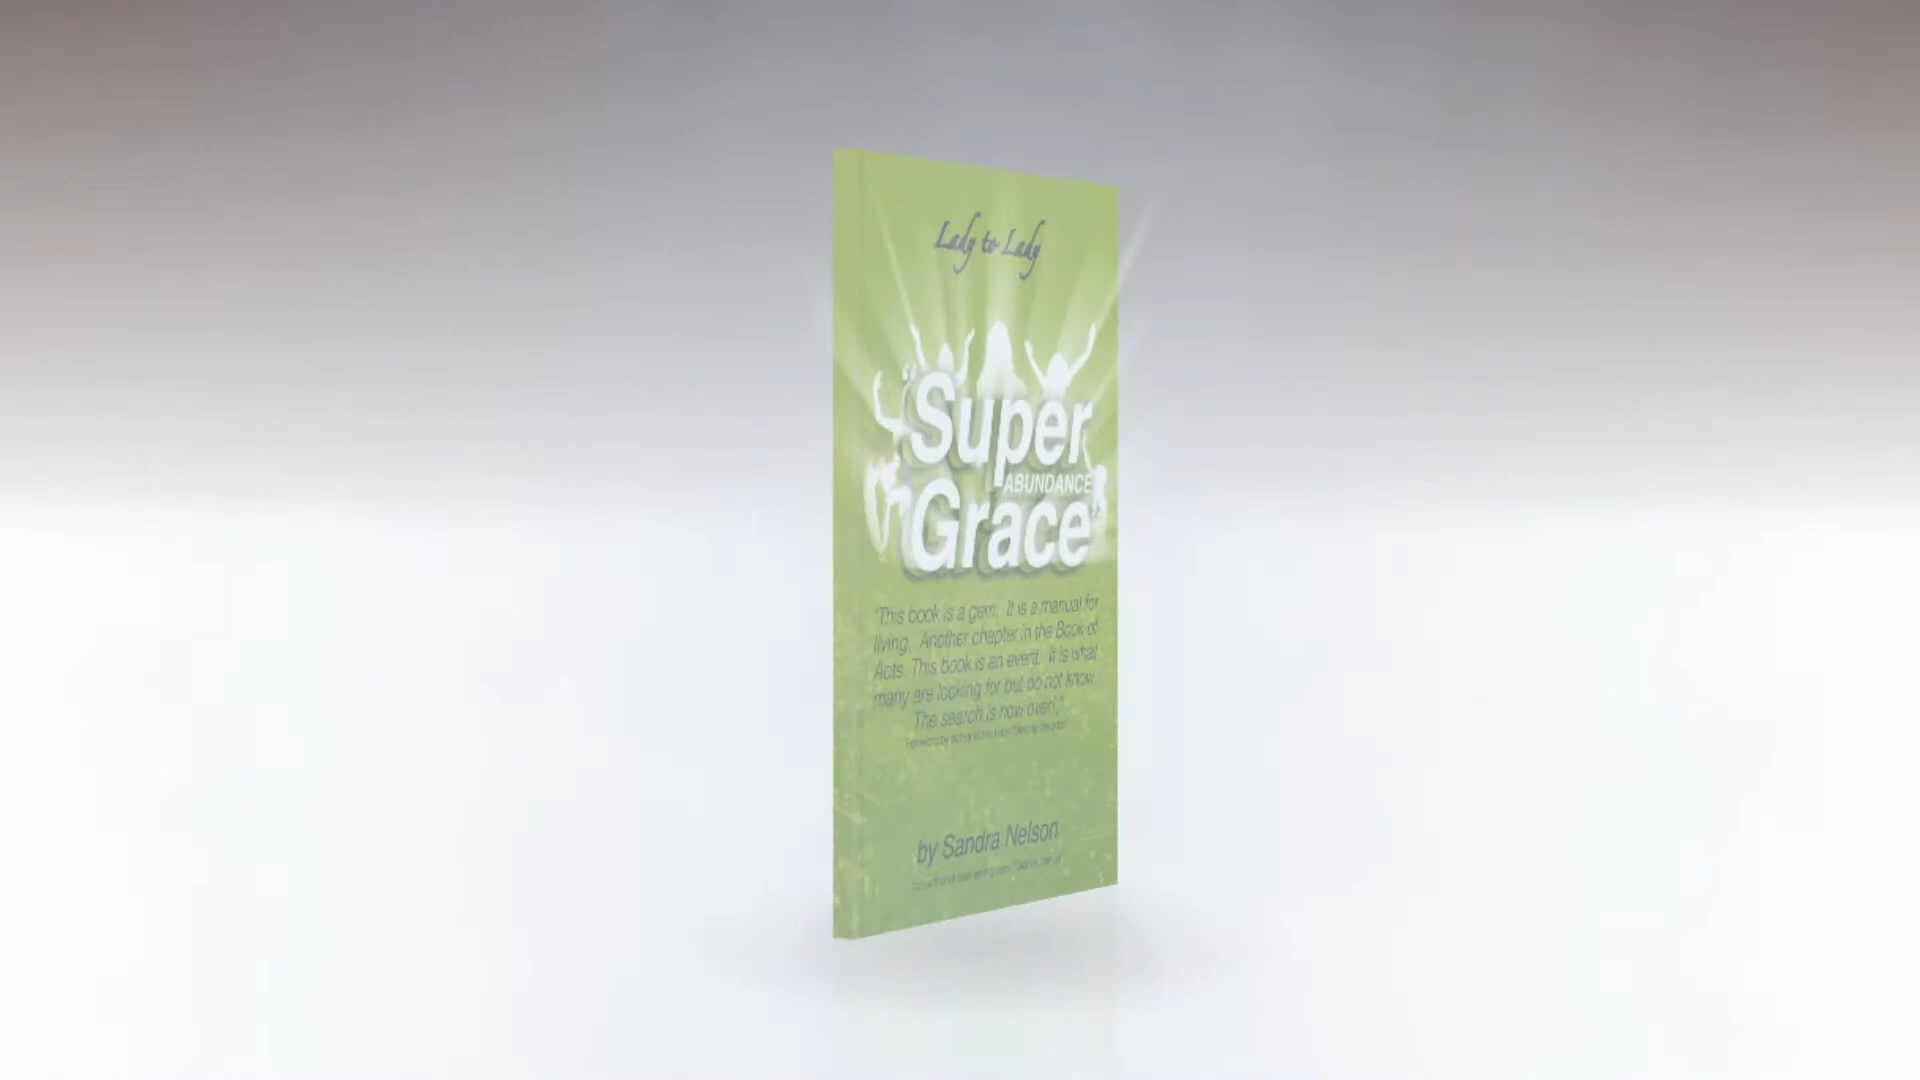 Lady to Lady
"Super
ABUNDANCE
Grace"
"This book is a gem. It is a manual for
living. Another chapter in the Book of
Acts. This book is an event. It is what
many are looking for but do not know.
The search is now over!."
by Sandra Nelson